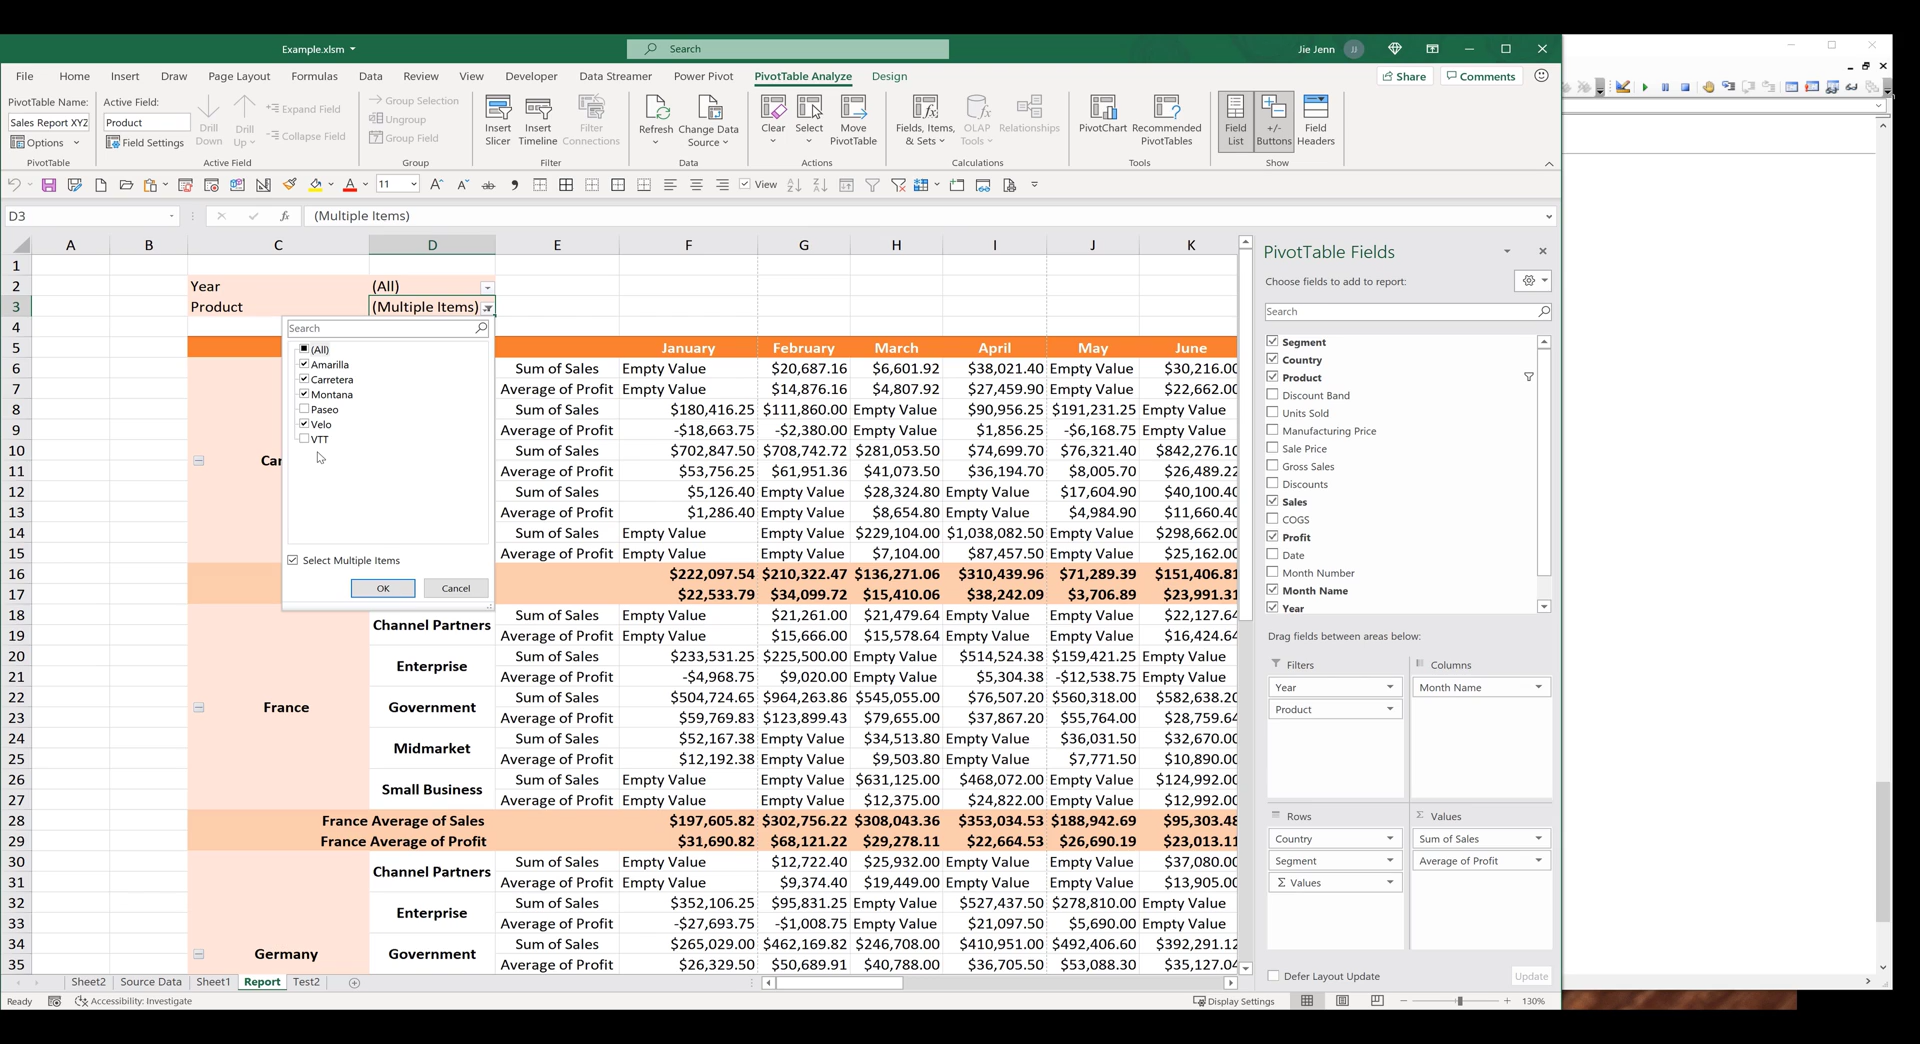 Example.xlsm
Search
Jie Jenn
JJ
File Home Insert Draw Page Layout Formulas Data Review View Developer Data Streamer Power Pivot PivotTable Analyze Design
Share
Comments
PivotTable Name:
Sales Report XYZ
Options
PivotTable
Active Field:
Product
Field Settings
Drill Down
Drill Up
Expand Field
Collapse Field
Active Field
Group Selection
Ungroup
Group Field
Group
Insert Slicer
Insert Timeline
Filter Connections
Filter
Refresh
Change Data Source
Data
Clear
Select
Move PivotTable
Actions
Fields, Items, & Sets
OLAP Tools
Relationships
Calculations
PivotChart
Recommended PivotTables
Tools
Field List
+/- Buttons
Field Headers
Show
11
View
D3
fx
(Multiple Items)
A B C D E F G H I J K
1
2 Year (All)
3 Product (Multiple Items)
4
5 January February March April May June
6 Sum of Sales Empty Value $20,687.16 $6,601.92 $38,021.40 Empty Value $30,216.00
7 Average of Profit Empty Value $14,876.16 $4,807.92 $27,459.90 Empty Value $22,662.00
8 Sum of Sales $180,416.25 $111,860.00 Empty Value $90,956.25 $191,231.25 Empty Value
9 Average of Profit -$18,663.75 -$2,380.00 Empty Value $1,856.25 -$6,168.75 Empty Value
10 Sum of Sales $702,847.50 $708,742.72 $281,053.50 $74,699.70 $76,321.40 $842,276.10
11 Average of Profit $53,756.25 $61,951.36 $41,073.50 $36,194.70 $8,005.70 $26,489.22
12 Sum of Sales $5,126.40 Empty Value $28,324.80 Empty Value $17,604.90 $40,100.40
13 Average of Profit $1,286.40 Empty Value $8,654.80 Empty Value $4,984.90 $11,660.40
14 Sum of Sales Empty Value Empty Value $229,104.00 $1,038,082.50 Empty Value $298,662.00
15 Average of Profit Empty Value Empty Value $7,104.00 $87,457.50 Empty Value $25,162.00
16 $222,097.54 $210,322.47 $136,271.06 $310,439.96 $71,289.39 $151,406.81
17 $22,533.79 $34,099.72 $15,410.06 $38,242.09 $3,706.89 $23,991.31
18 Channel Partners Sum of Sales Empty Value $21,261.00 $21,479.64 Empty Value Empty Value $22,127.64
19 Average of Profit Empty Value $15,666.00 $15,578.64 Empty Value Empty Value $16,424.64
20 Enterprise Sum of Sales $233,531.25 $225,500.00 Empty Value $514,524.38 $159,421.25 Empty Value
21 Average of Profit -$4,968.75 $9,020.00 Empty Value $5,304.38 -$12,538.75 Empty Value
22 France Government Sum of Sales $504,724.65 $964,263.86 $545,055.00 $76,507.20 $560,318.00 $582,638.20
23 Average of Profit $59,769.83 $123,899.43 $79,655.00 $37,867.20 $55,764.00 $28,759.64
24 Midmarket Sum of Sales $52,167.38 Empty Value $34,513.80 Empty Value $36,031.50 $32,670.00
25 Average of Profit $12,192.38 Empty Value $9,503.80 Empty Value $7,771.50 $10,890.00
26 Small Business Sum of Sales Empty Value Empty Value $631,125.00 $468,072.00 Empty Value $124,992.00
27 Average of Profit Empty Value Empty Value $12,375.00 $24,822.00 Empty Value $12,992.00
28 France Average of Sales $197,605.82 $302,756.22 $308,043.36 $353,034.53 $188,942.69 $95,303.48
29 France Average of Profit $31,690.82 $68,121.22 $29,278.11 $22,664.53 $26,690.19 $23,013.11
30 Channel Partners Sum of Sales Empty Value $12,722.40 $25,932.00 Empty Value Empty Value $37,080.00
31 Average of Profit Empty Value $9,374.40 $19,449.00 Empty Value Empty Value $13,905.00
32 Enterprise Sum of Sales $352,106.25 $95,831.25 Empty Value $527,437.50 $278,810.00 Empty Value
33 Average of Profit -$27,693.75 -$1,008.75 Empty Value $21,097.50 $5,690.00 Empty Value
34 Germany Government Sum of Sales $265,029.00 $462,169.82 $246,708.00 $410,951.00 $492,406.60 $392,291.12
35 Average of Profit $26,329.50 $50,689.91 $40,788.00 $36,705.50 $53,088.30 $35,127.04
Car
Search
(All)
Amarilla
Carretera
Montana
Paseo
Velo
VTT
Select Multiple Items
OK Cancel
PivotTable Fields
Choose fields to add to report:
Search
Segment
Country
Product
Discount Band
Units Sold
Manufacturing Price
Sale Price
Gross Sales
Discounts
Sales
COGS
Profit
Date
Month Number
Month Name
Year
Drag fields between areas below:
Filters
Year
Product
Columns
Month Name
Rows
Country
Segment
Σ Values
Σ Values
Sum of Sales
Average of Profit
Defer Layout Update
Update
Sheet2 Source Data Sheet1 Report Test2
Ready
Accessibility: Investigate
Display Settings
130%